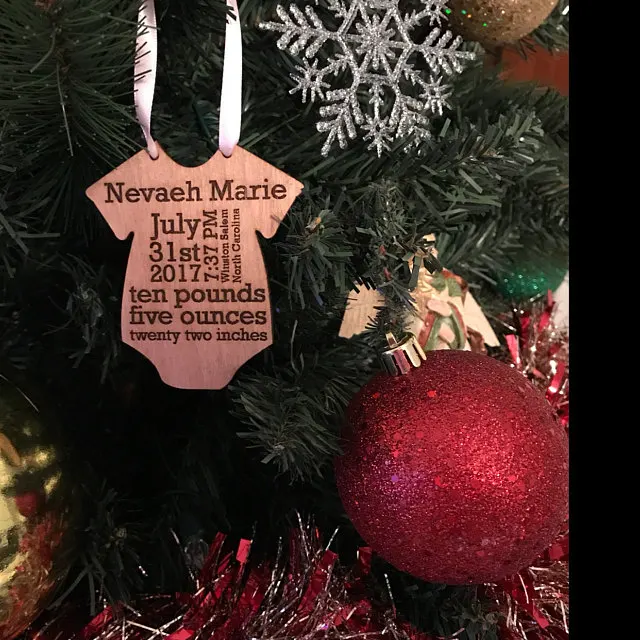 Nevaeh Marie
July
31st
2017
7:37 PM
Winston Salem
North Carolina
ten pounds
five ounces
twenty two inches